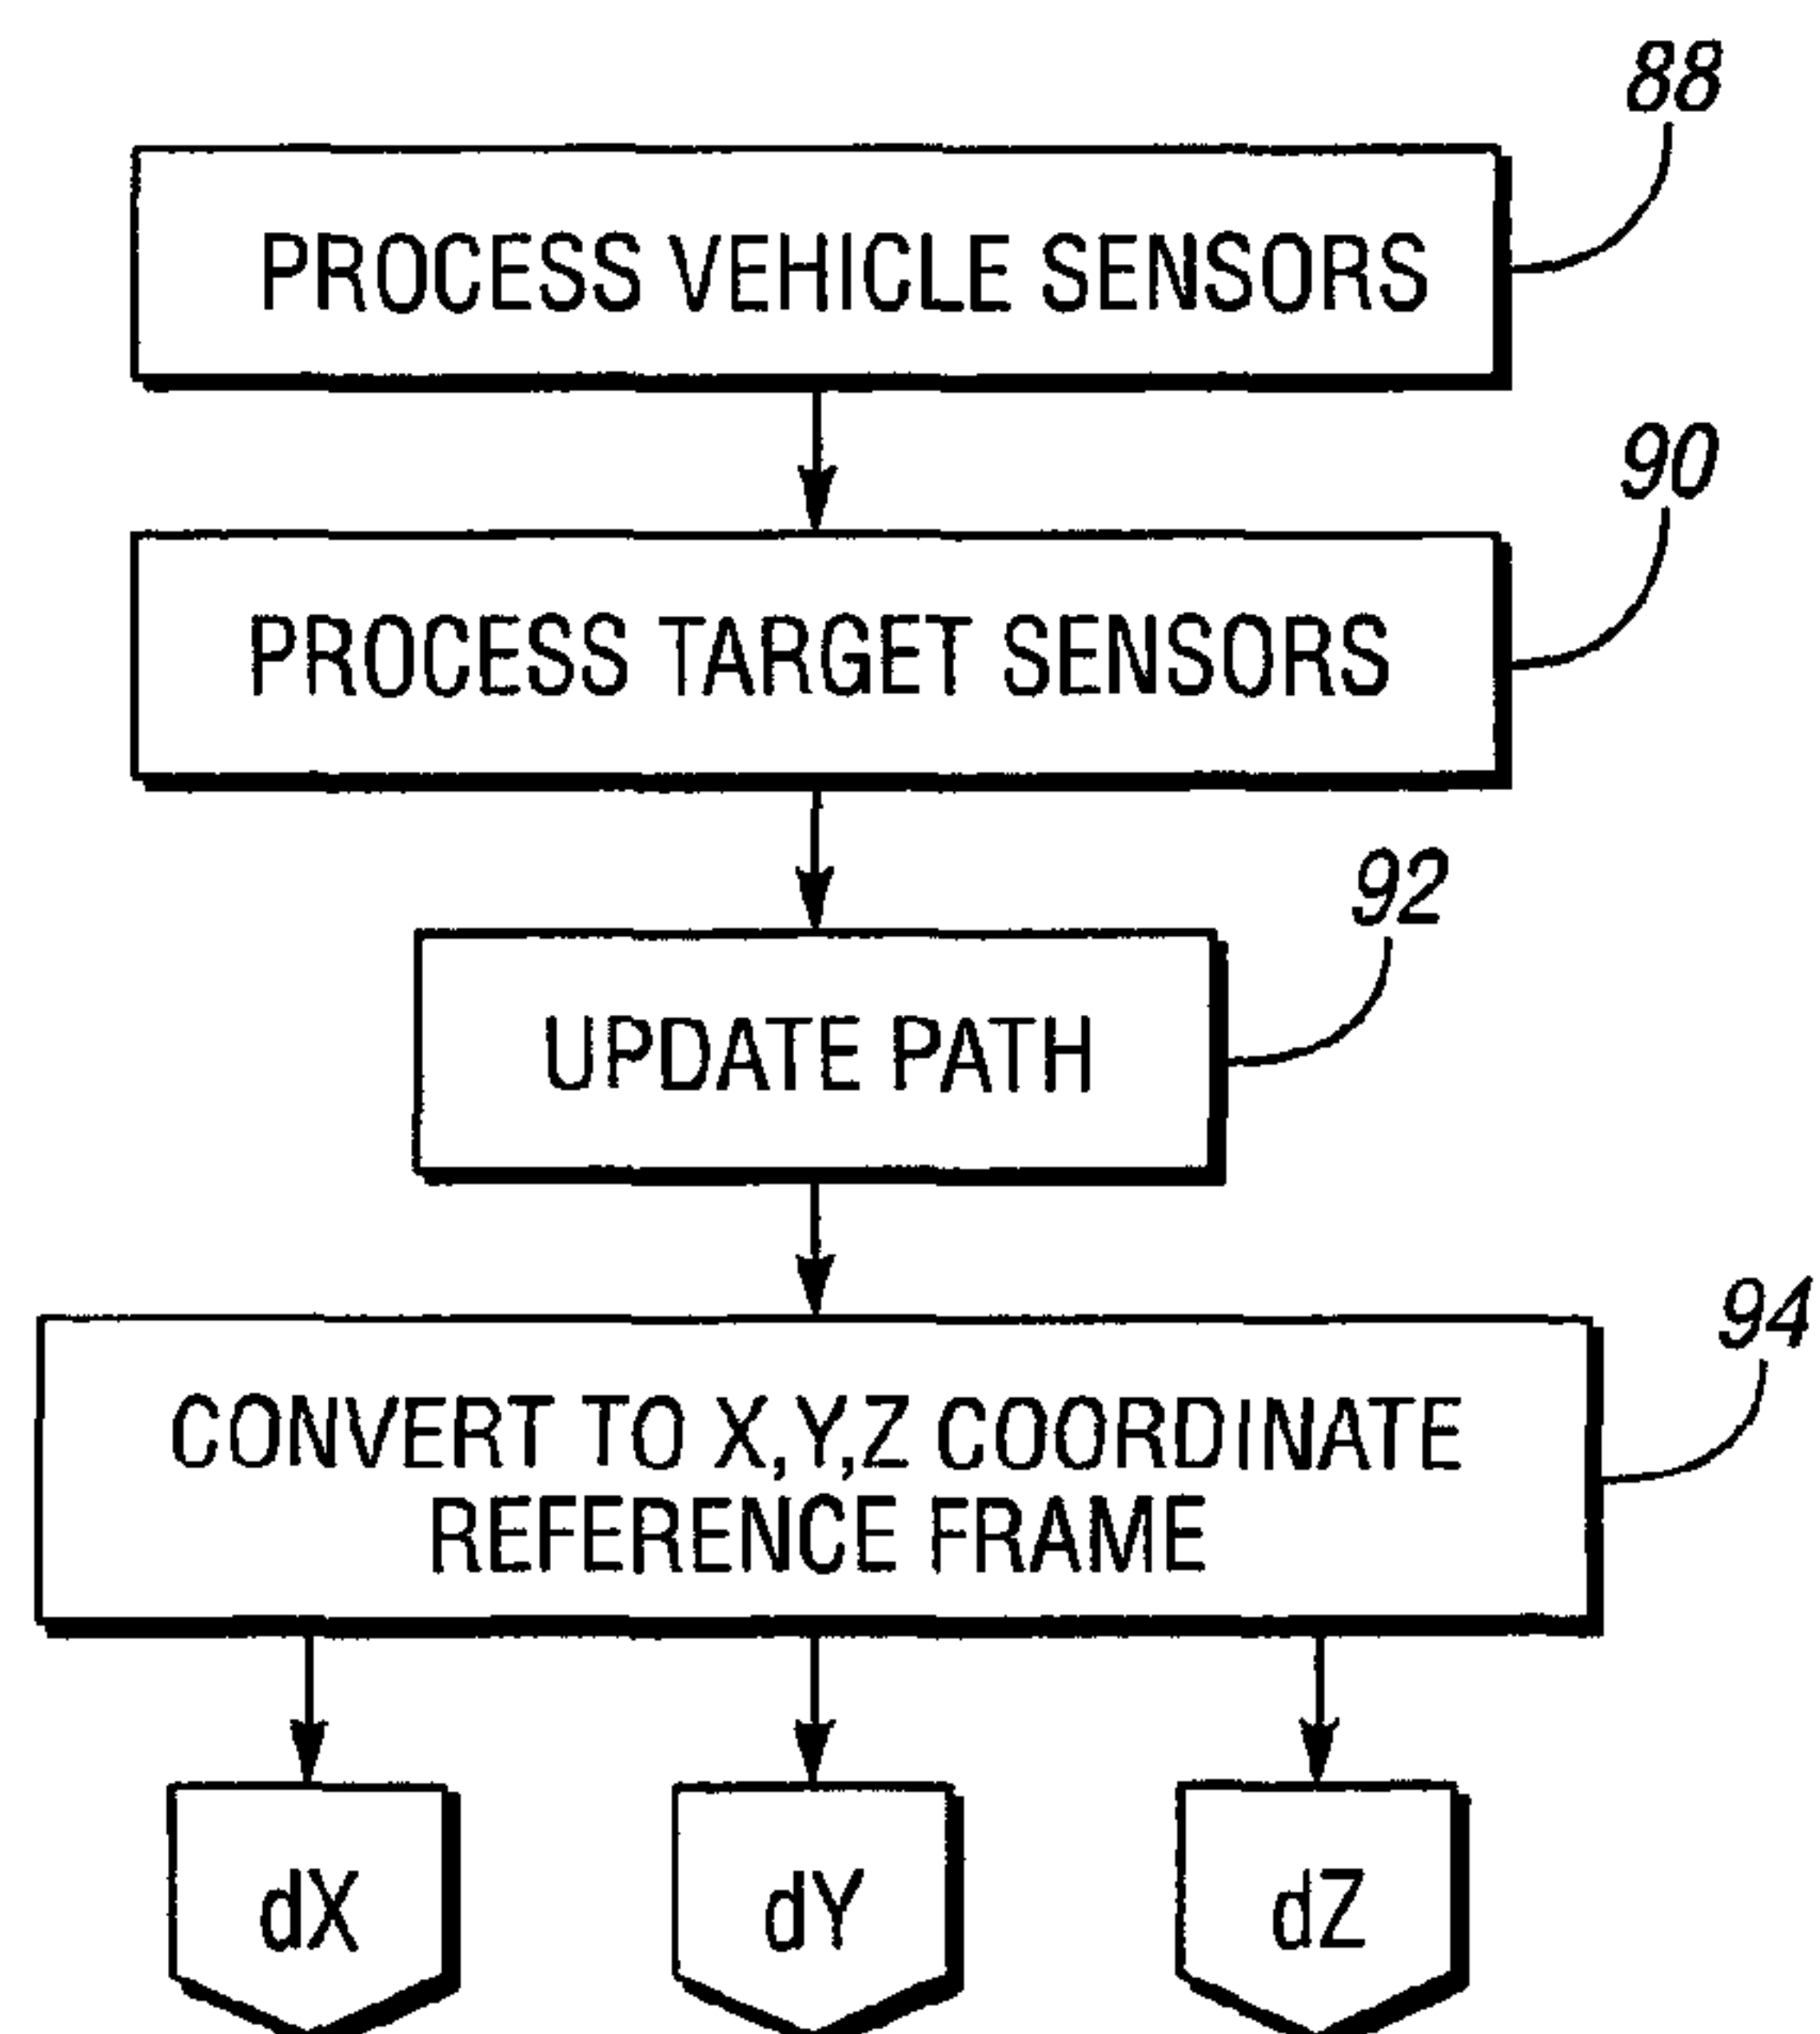 88
PROCESS VEHICLE SENSORS
90
PROCESS TARGET SENSORS
92
UPDATE PATH
94
CONVERT TO X,Y,Z COORDINATE
REFERENCE FRAME
dX dY dZ